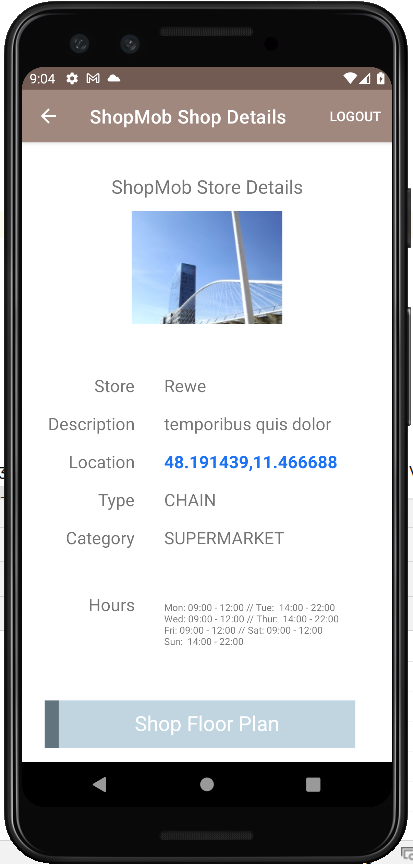 9:04
ShopMob Shop Details LOGOUT
ShopMob Store Details
Store Rewe
Description temporibus quis dolor
Location 48.191439,11.466688
Type CHAIN
Category SUPERMARKET
Hours Mon: 09:00 - 12:00 // Tue: 14:00 - 22:00
Wed: 09:00 - 12:00 // Thur: 14:00 - 22:00
Fri: 09:00 - 12:00 // Sat: 09:00 - 12:00
Sun: 14:00 - 22:00
Shop Floor Plan